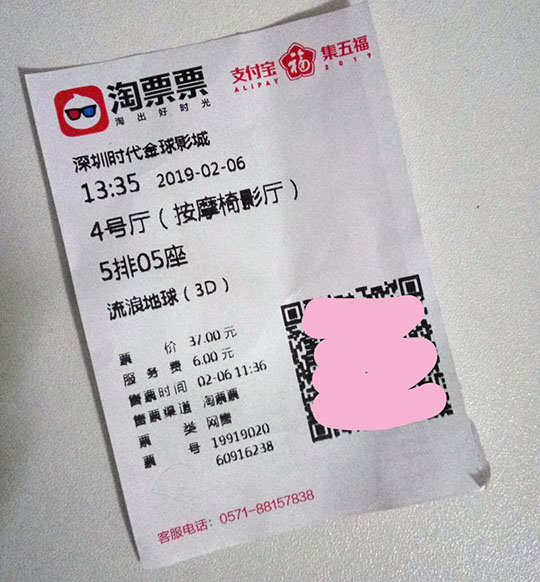 淘票票
淘出好时光
支付宝 福 集五福
ALIPAY 2019
深圳时代金球影城
13:35 2019-02-06
4号厅（按摩椅影厅）
5排05座
流浪地球（3D）
票 价 37.00 元
服 务 费 6.00 元
售票时间 02-06 11:36
售票渠道 淘票票
票 类 网售
票 号 19919020
60916238
客服电话：0571-88157838